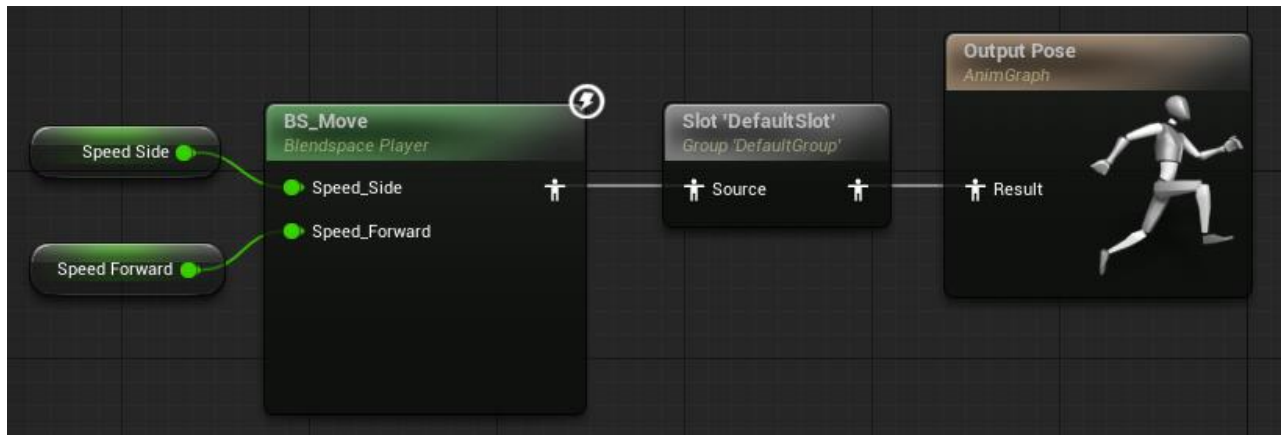 Speed Side
Speed Forward
BS_Move
Blendspace Player
Speed_Side
Speed_Forward
Slot 'DefaultSlot'
Group 'DefaultGroup'
Source
Output Pose
AnimGraph
Result